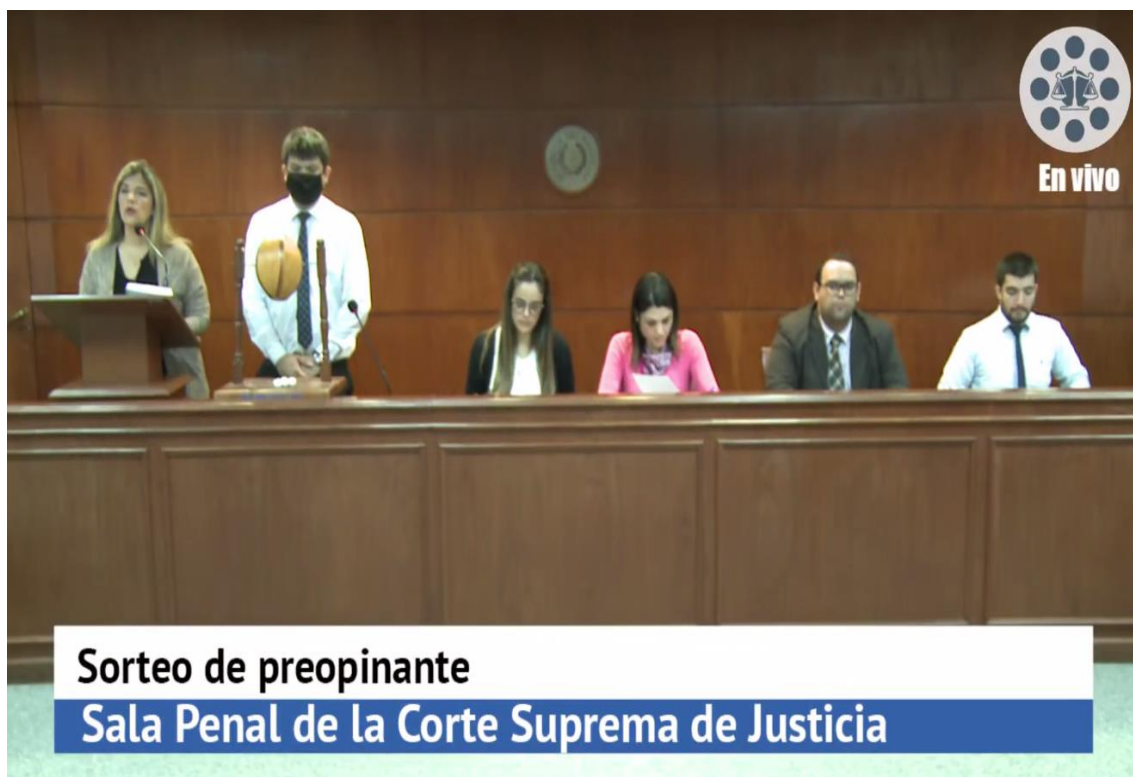 En vivo
Sorteo de preopinante
Sala Penal de la Corte Suprema de Justicia